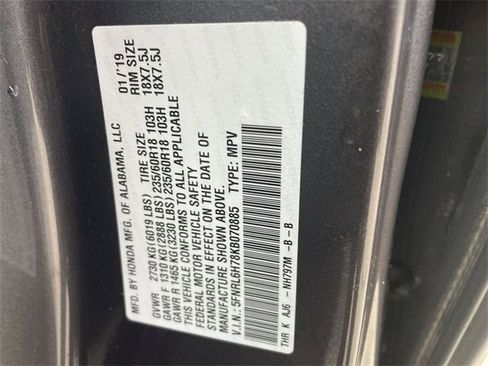 MFD. BY HONDA MFG. OF ALABAMA, LLC 01/'19
GVWR 2730 KG(6019 LBS) TIRE SIZE RIM SIZE
GAWR F 1310 KG(2888 LBS) 235/60R18 103H 18X7.5J
GAWR R 1465 KG(3230 LBS) 235/60R18 103H 18X7.5J
THIS VEHICLE CONFORMS TO ALL APPLICABLE
FEDERAL MOTOR VEHICLE SAFETY
STANDARDS IN EFFECT ON THE DATE OF
MANUFACTURE SHOWN ABOVE.
V.I.N.: 5FNRL6H78KB070885 TYPE: MPV
THR K AJ6 - NH797M -B-B